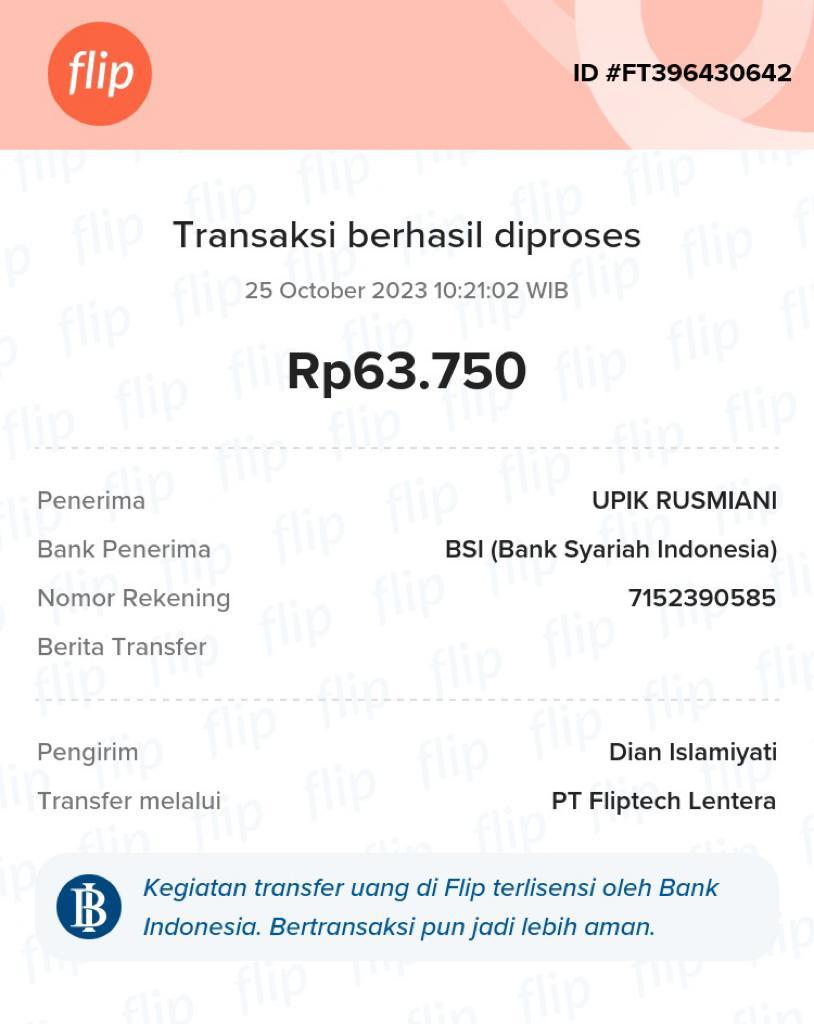 flip
ID #FT396430642
Transaksi berhasil diproses
25 October 2023 10:21:02 WIB
Rp63.750
Penerima UPIK RUSMIANI
Bank Penerima BSI (Bank Syariah Indonesia)
Nomor Rekening 7152390585
Berita Transfer
Pengirim Dian Islamiyati
Transfer melalui PT Fliptech Lentera
Kegiatan transfer uang di Flip terlisensi oleh Bank
Indonesia. Bertransaksi pun jadi lebih aman.